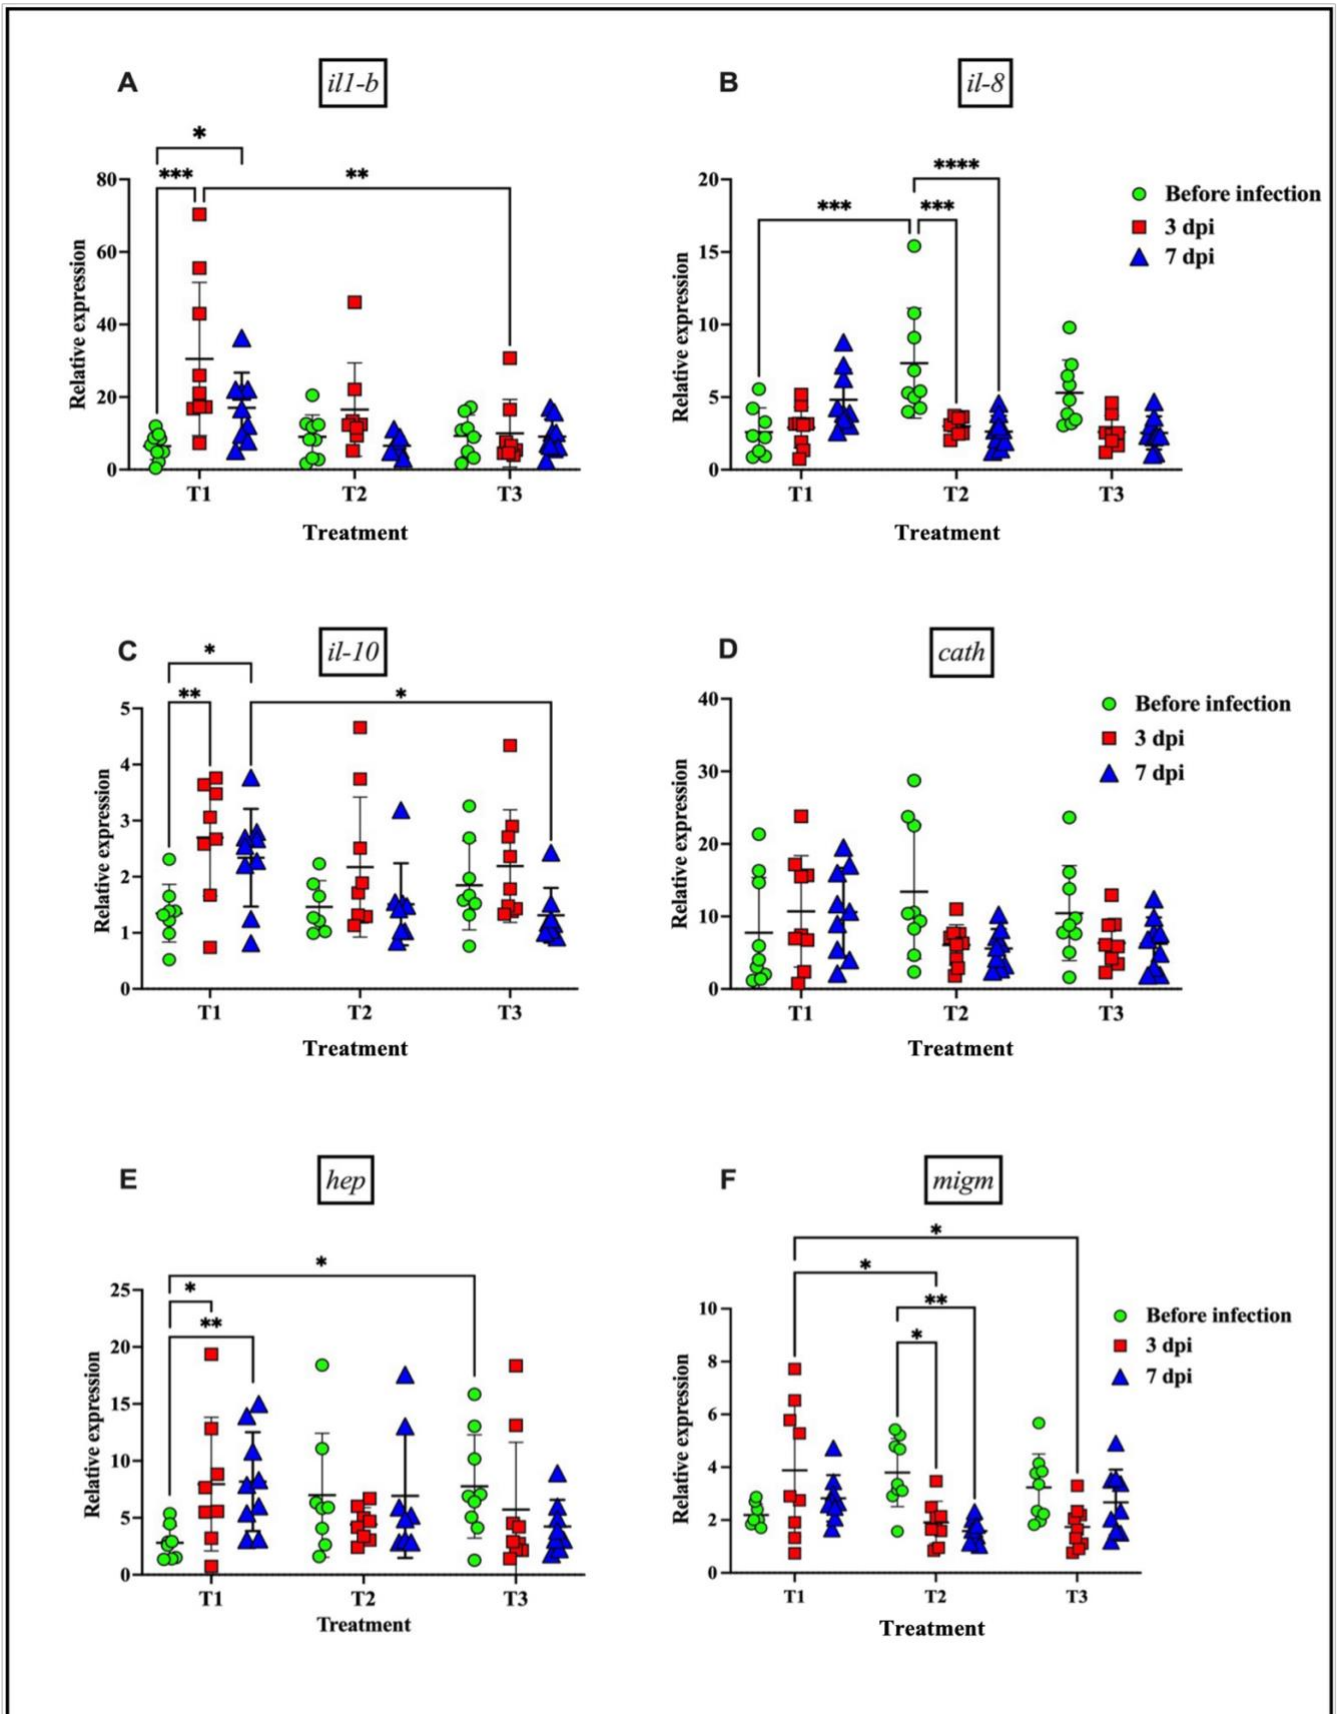 A
il1-b
*
***
**
80
60
40
20
0
Relative expression
T1
T2
T3
Treatment
B
il-8
****
***
***
20
15
10
5
0
Relative expression
T1
T2
T3
Treatment
Before infection
3 dpi
7 dpi
C
il-10
*
**
*
5
4
3
2
1
0
Relative expression
T1
T2
T3
Treatment
D
cath
40
30
20
10
0
Relative expression
T1
T2
T3
Treatment
Before infection
3 dpi
7 dpi
E
hep
*
*
**
25
20
15
10
5
0
Relative expression
T1
T2
T3
Treatment
F
migm
*
*
**
*
10
8
6
4
2
0
Relative expression
T1
T2
T3
Treatment
Before infection
3 dpi
7 dpi